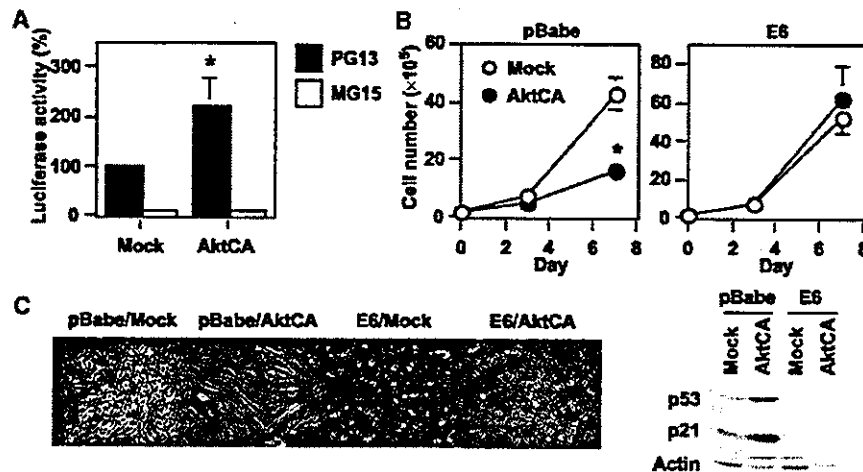 A
Luciferase activity (%)
300
200
100
0
*
Mock
AktCA
PG13
MG15
B
pBabe
E6
Cell number (×10⁵)
60
40
20
0
Mock
AktCA
*
0 2 4 6 8
Day
80
60
40
20
0
0 2 4 6 8
Day
C
pBabe/Mock pBabe/AktCA E6/Mock E6/AktCA
pBabe E6
Mock AktCA Mock AktCA
p53
p21
Actin